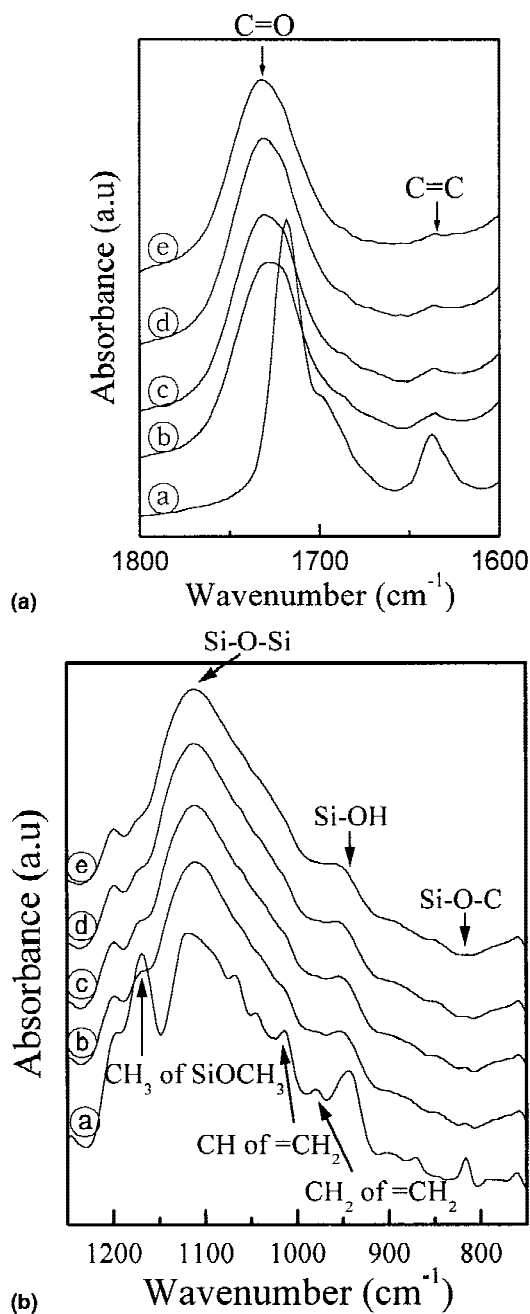 C=O
C=C
Absorbance (a.u)
e
d
c
b
a
1800 1700 1600
(a) Wavenumber (cm-1)
Si-O-Si
Si-OH
Si-O-C
Absorbance (a.u)
e
d
c
b
a
CH3 of SiOCH3
CH of =CH2
CH2 of =CH2
1200 1100 1000 900 800
(b) Wavenumber (cm-1)